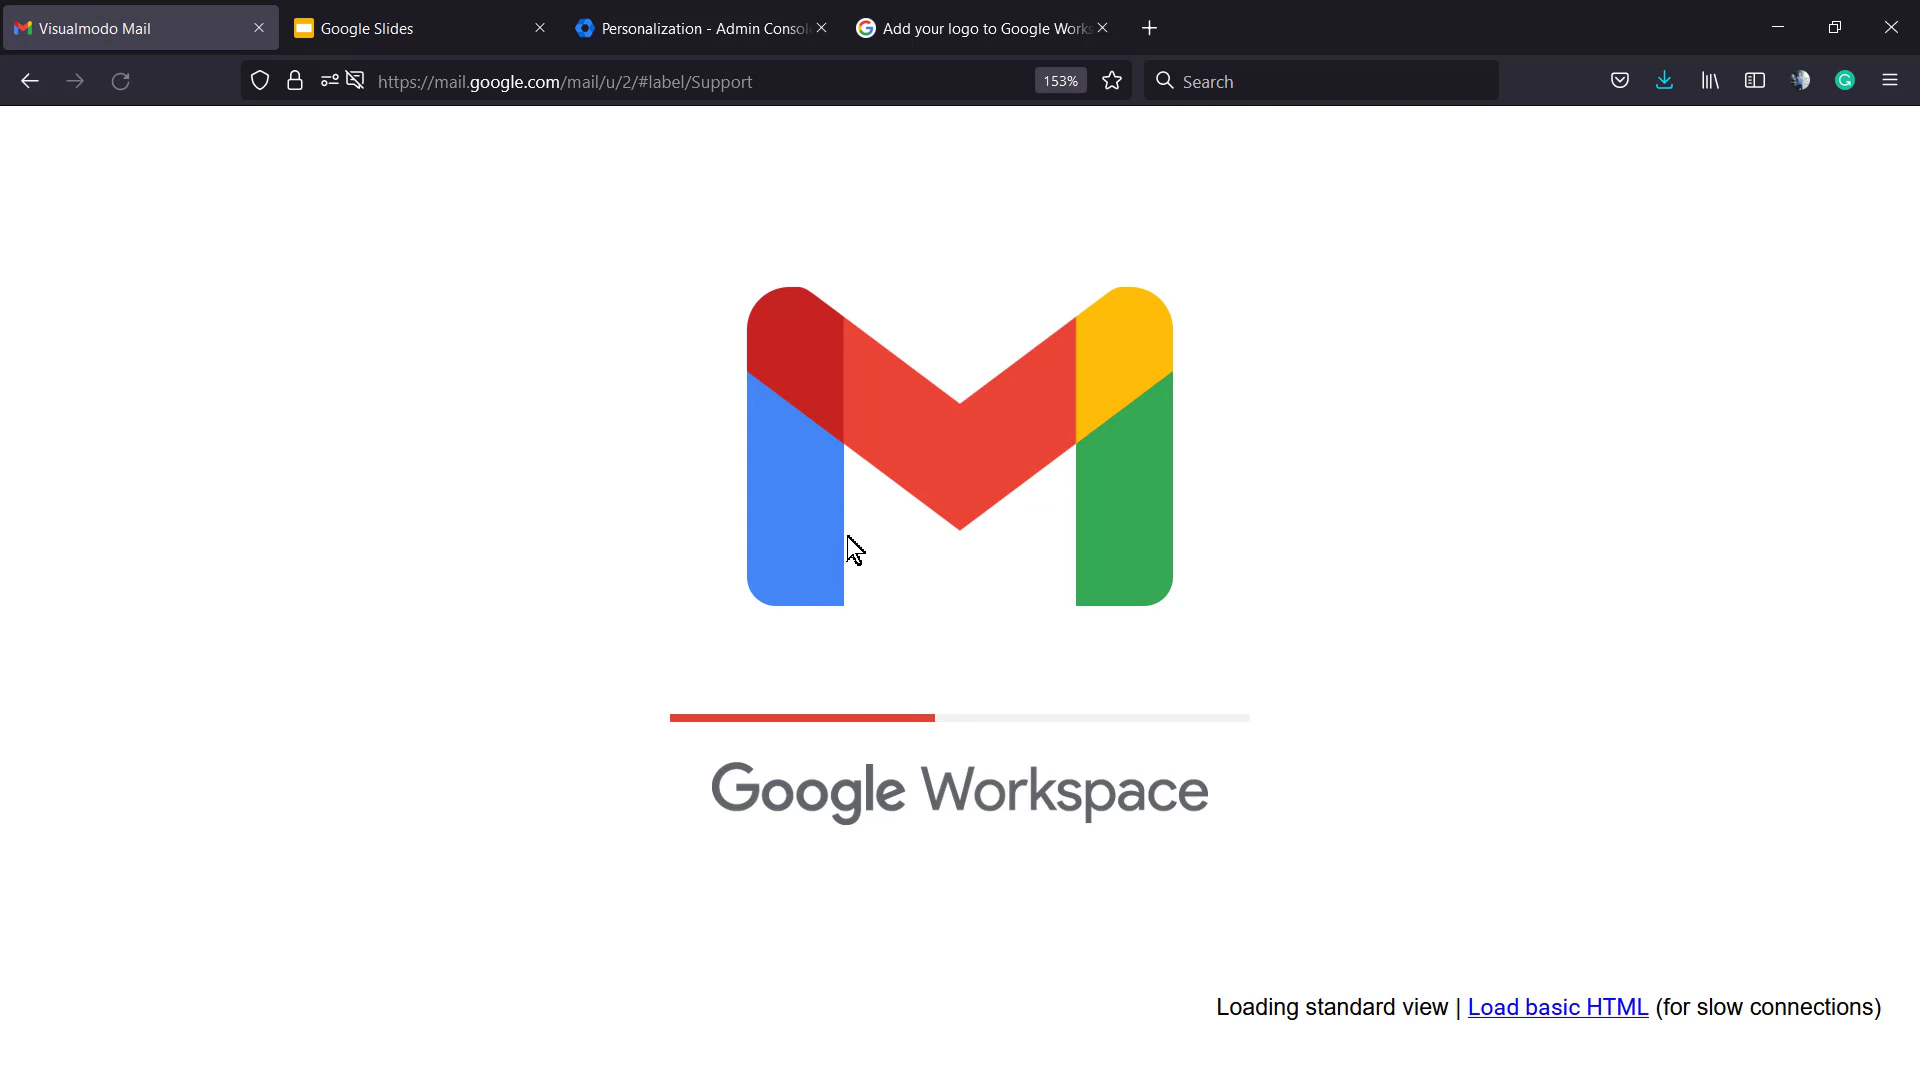 Visualmodo Mail
Google Slides
Personalization - Admin Consol
Add your logo to Google Work
https://mail.google.com/mail/u/2/#label/Support
153%
Search
Google Workspace
Loading standard view | Load basic HTML (for slow connections)